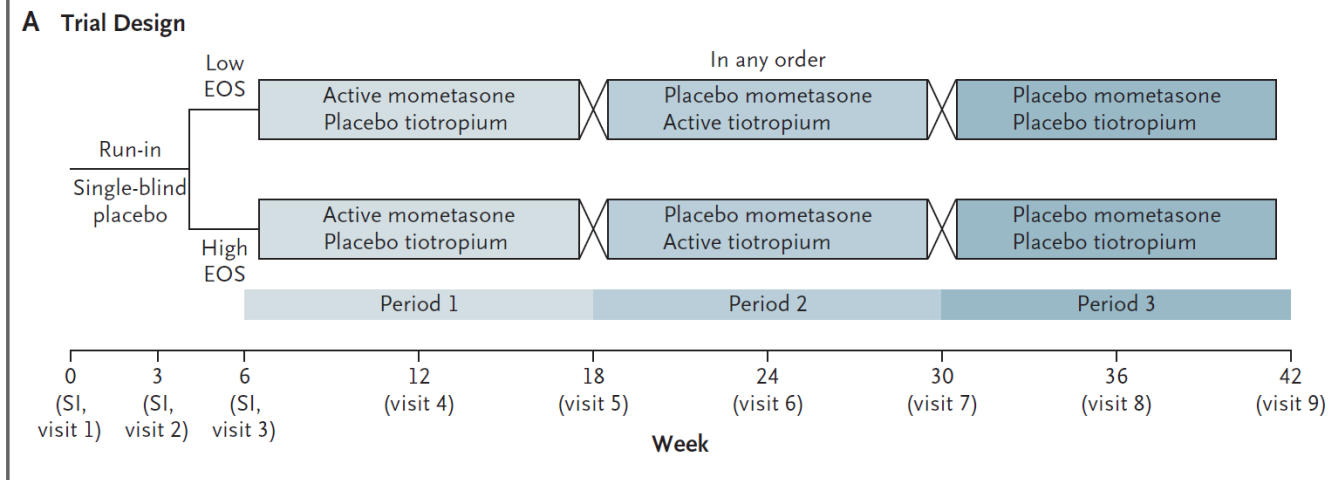 A Trial Design
Low
EOS
In any order
Active mometasone
Placebo tiotropium
Placebo mometasone
Active tiotropium
Placebo mometasone
Placebo tiotropium
Run-in
Single-blind
placebo
Active mometasone
Placebo tiotropium
Placebo mometasone
Active tiotropium
Placebo mometasone
Placebo tiotropium
High
EOS
Period 1
Period 2
Period 3
0
(SI,
visit 1)
3
(SI,
visit 2)
6
(SI,
visit 3)
12
(visit 4)
18
(visit 5)
24
(visit 6)
30
(visit 7)
36
(visit 8)
42
(visit 9)
Week